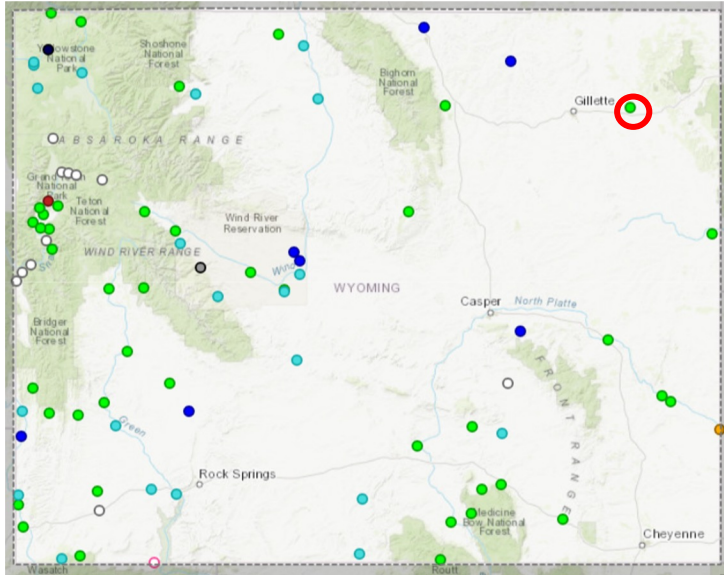 Yellowstone
National
Park
Shoshone
National
Forest
Bighorn
National
Forest
Gillette
ABSAROKA RANGE
National
Park
Teton
National
Forest
Wind River
Reservation
WIND RIVER RANGE
Wind
WYOMING
Casper
North Platte
Bridger
National
Forest
FRONT RANGE
Green
Rock Springs
Medicine
Bow National
Forest
Cheyenne
Wasatch
Routt